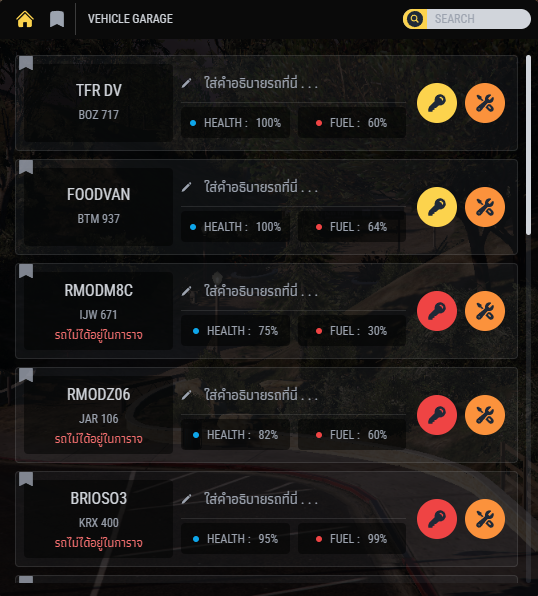 VEHICLE GARAGE
SEARCH
TFR DV
BOZ 717
ใส่คำอธิบายรถที่นี่ . . .
HEALTH : 100%
FUEL : 60%
FOODVAN
BTM 937
ใส่คำอธิบายรถที่นี่ . . .
HEALTH : 100%
FUEL : 64%
RMODM8C
IJW 671
รถไม่ได้อยู่ในการาจ
ใส่คำอธิบายรถที่นี่ . . .
HEALTH : 75%
FUEL : 30%
RMODZ06
JAR 106
รถไม่ได้อยู่ในการาจ
ใส่คำอธิบายรถที่นี่ . . .
HEALTH : 82%
FUEL : 60%
BRIOSO3
KRX 400
รถไม่ได้อยู่ในการาจ
ใส่คำอธิบายรถที่นี่ . . .
HEALTH : 95%
FUEL : 99%